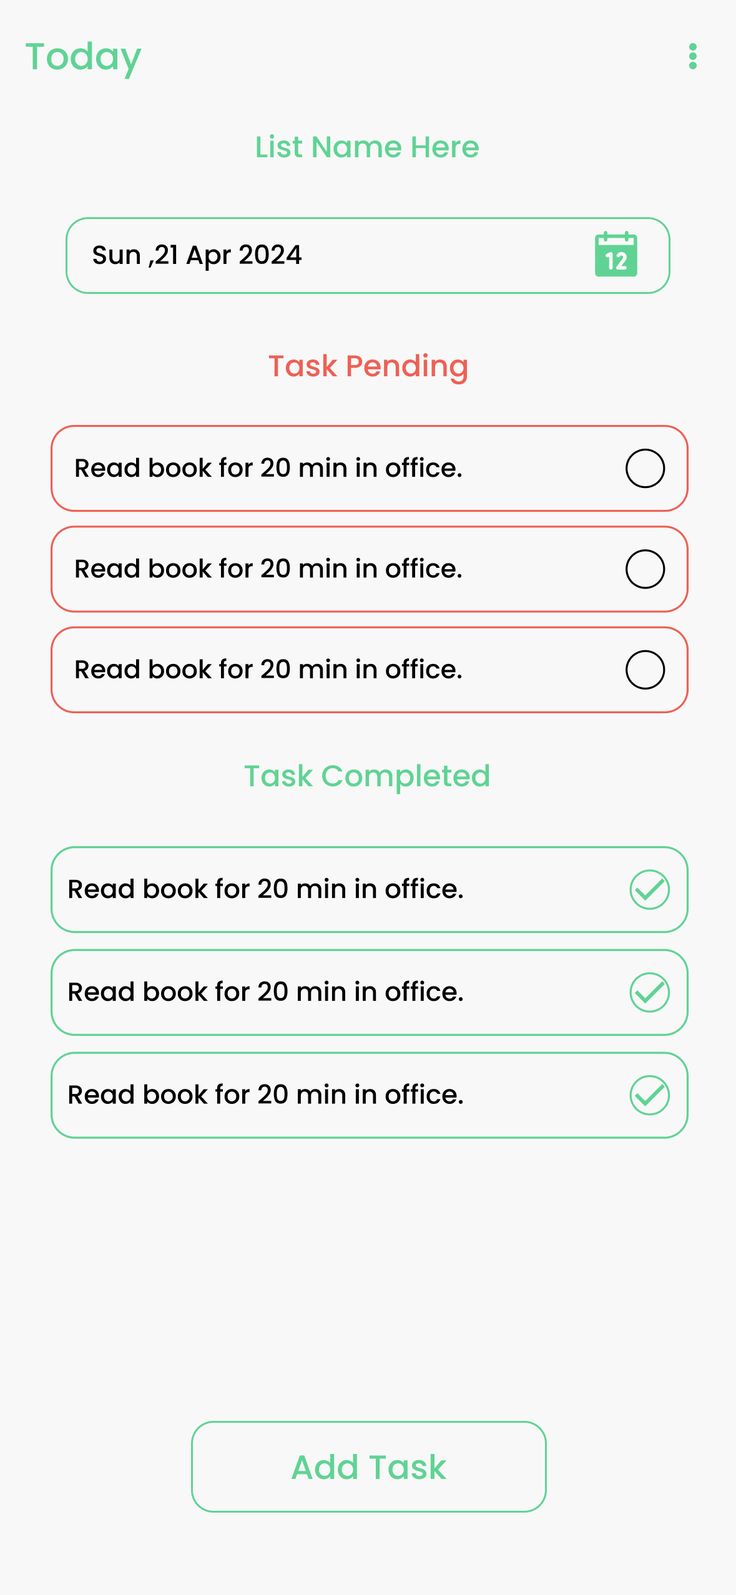 Today
List Name Here
Sun ,21 Apr 2024
12
Task Pending
Read book for 20 min in office.
Read book for 20 min in office.
Read book for 20 min in office.
Task Completed
Read book for 20 min in office.
Read book for 20 min in office.
Read book for 20 min in office.
Add Task